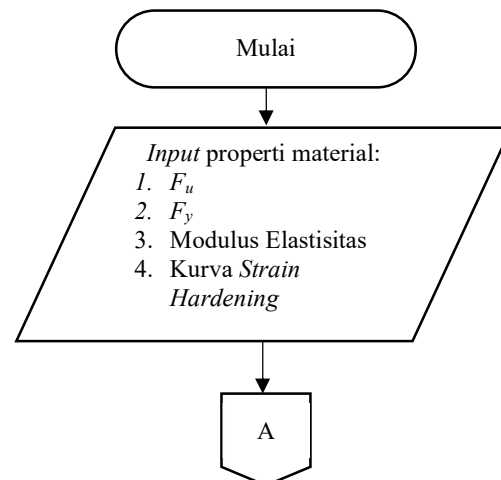 Mulai
Input properti material:
1. Fu
2. Fy
3. Modulus Elastisitas
4. Kurva Strain
Hardening
A